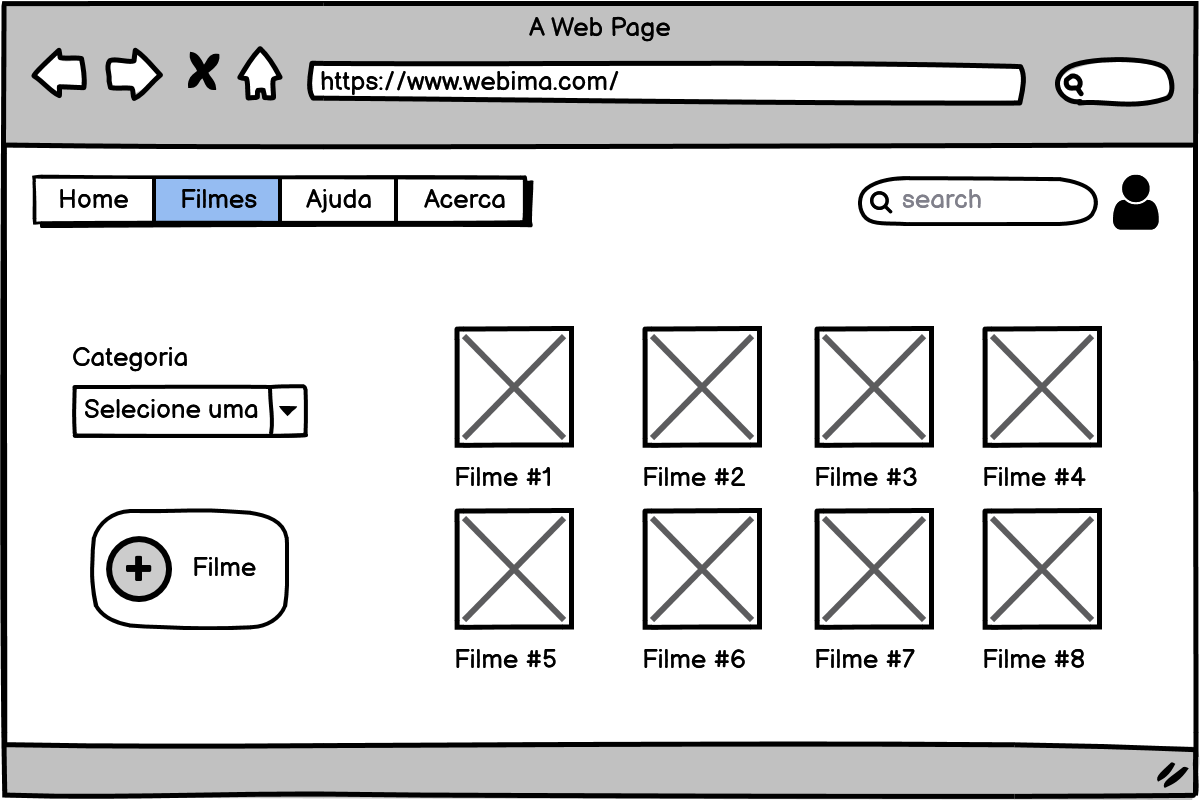 A Web Page
https://www.webima.com/
Home Filmes Ajuda Acerca
search
Categoria
Selecione uma
Filme
Filme #1 Filme #2 Filme #3 Filme #4
Filme #5 Filme #6 Filme #7 Filme #8